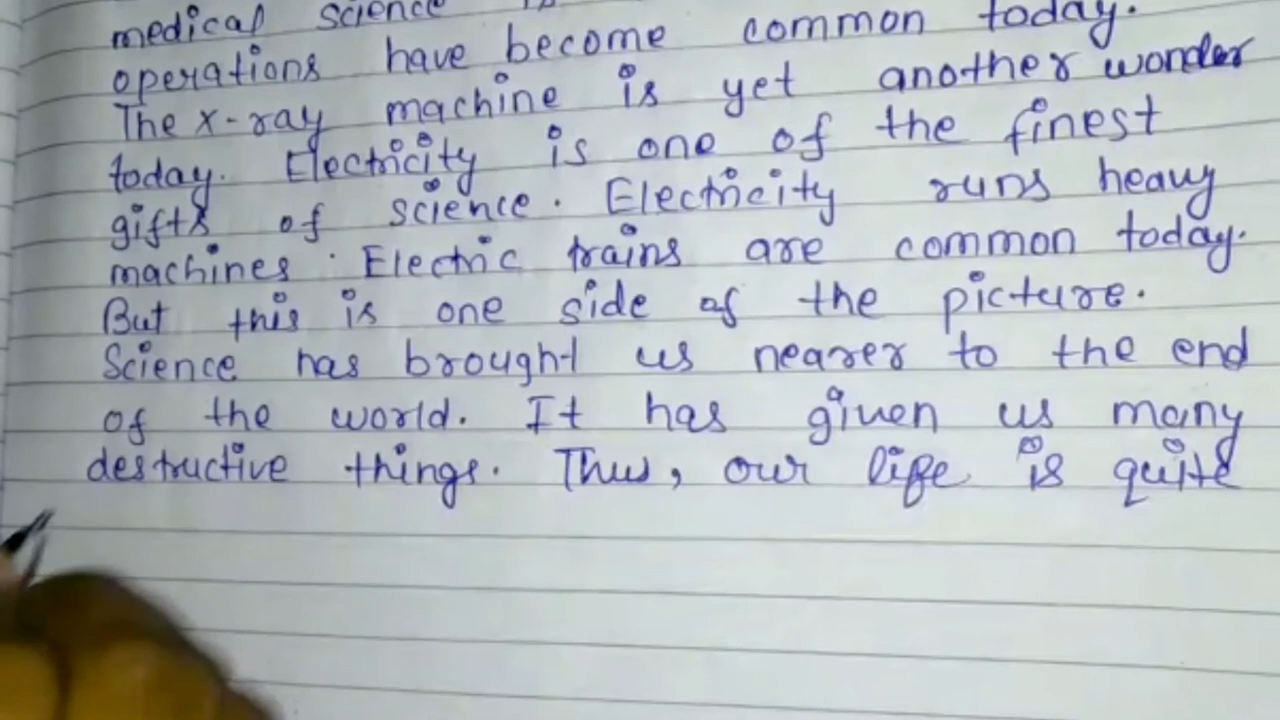 medical science
operations have become common today.
The x-ray machine is yet another wonder
today. Electricity is one of the finest
gifts of science. Electricity runs heavy
machines. Electric trains are common today.
But this is one side of the picture.
Science has brought us nearer to the end
of the world. It has given us many
destructive things. Thus, our life is quite